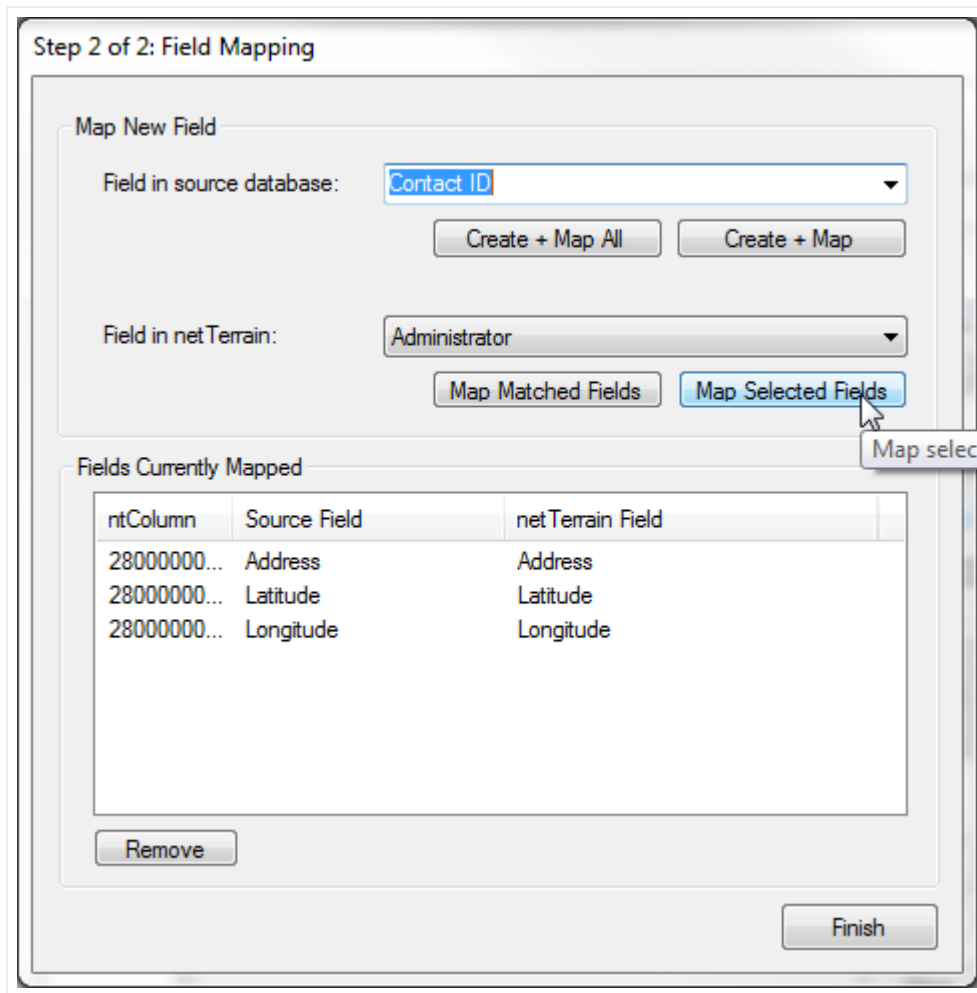 Step 2 of 2: Field Mapping
Map New Field
Field in source database:
Contact ID
Create + Map All
Create + Map
Field in netTerrain:
Administrator
Map Matched Fields
Map Selected Fields
Map selec
Fields Currently Mapped
ntColumn Source Field netTerrain Field
28000000... Address Address
28000000... Latitude Latitude
28000000... Longitude Longitude
Remove
Finish